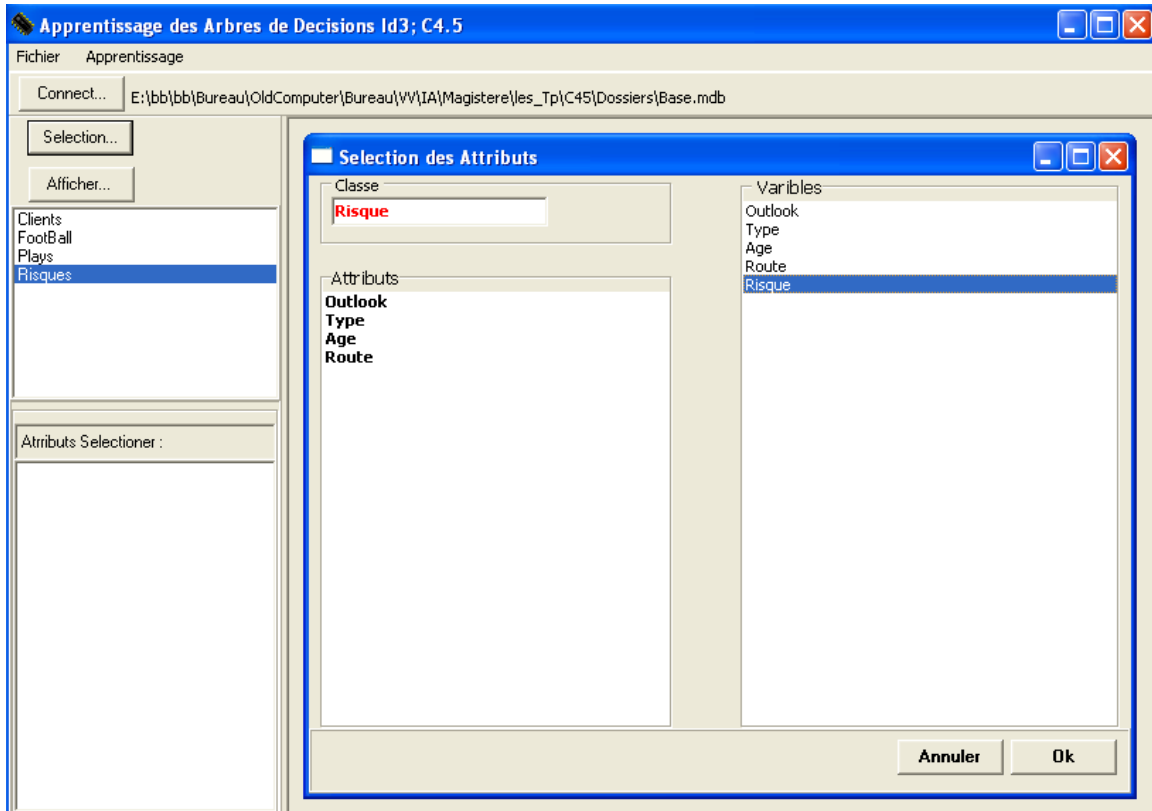 Apprentissage des Arbres de Decisions Id3; C4.5
Fichier Apprentissage
Connect... E:\bb\bb\Bureau\OldComputer\Bureau\VV\IA\Magistere\les_Tp\C45\Dossiers\Base.mdb
Selection...
Afficher...
Clients
FootBall
Plays
Risques
Atrributs Selectioner :
Selection des Attributs
Classe
Risque
Attributs
Outlook
Type
Age
Route
Varibles
Outlook
Type
Age
Route
Risque
Annuler Ok